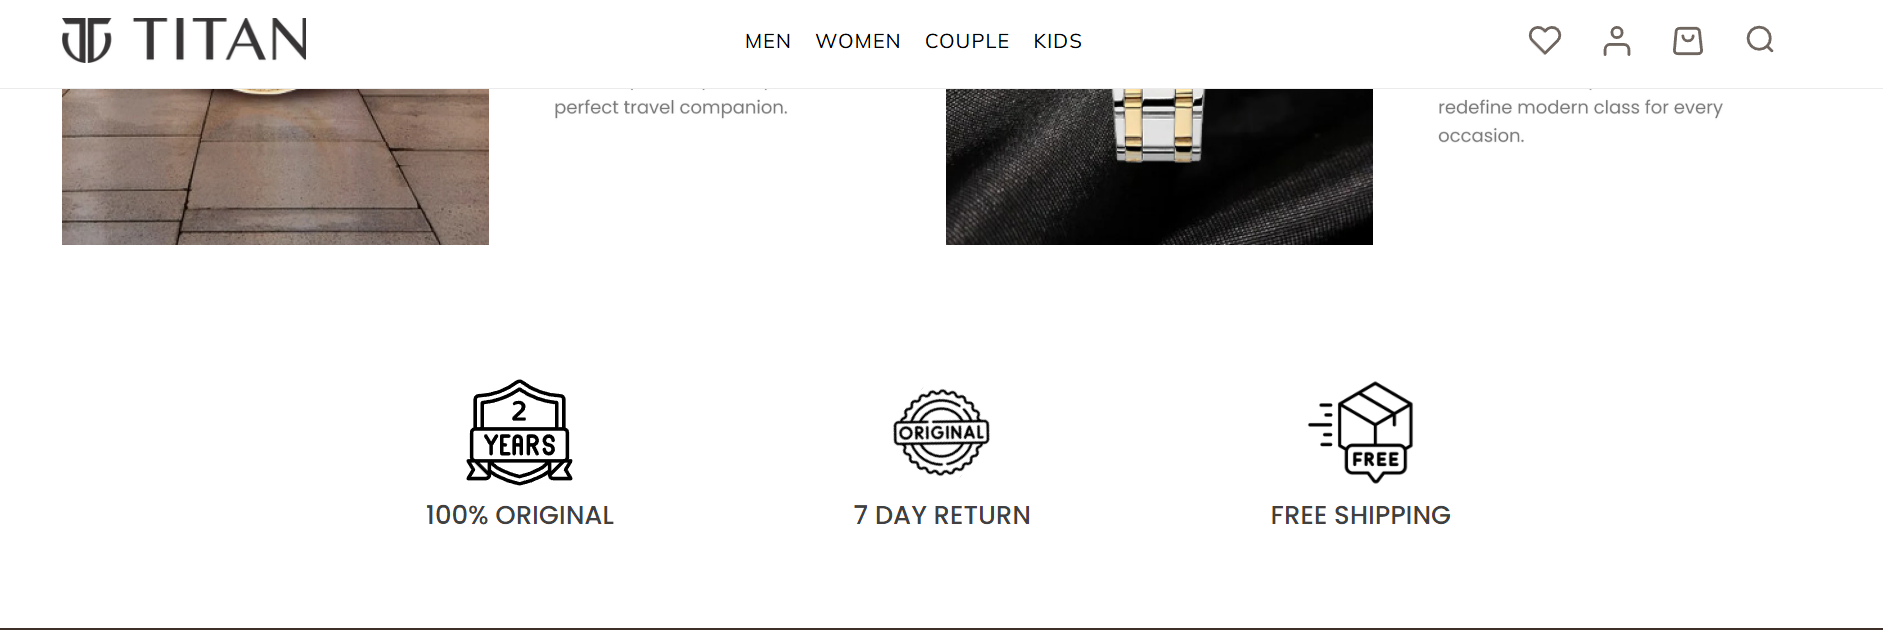 TITAN
MEN WOMEN COUPLE KIDS
perfect travel companion.
redefine modern class for every
occasion.
2
YEARS
100% ORIGINAL
ORIGINAL
7 DAY RETURN
FREE
FREE SHIPPING